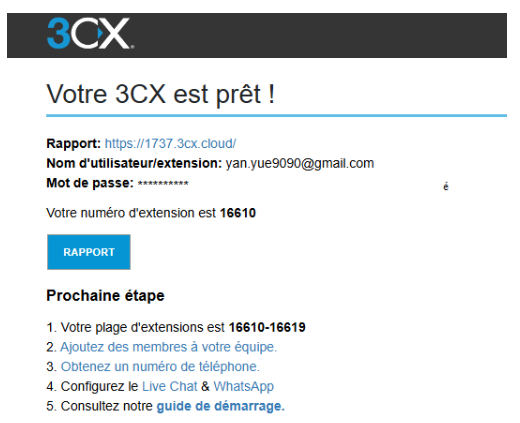 3CX
Votre 3CX est prêt !
Rapport: https://1737.3cx.cloud/
Nom d'utilisateur/extension: yan.yue9090@gmail.com
Mot de passe: **********
é
Votre numéro d'extension est 16610
RAPPORT
Prochaine étape
1. Votre plage d'extensions est 16610-16619
2. Ajoutez des membres à votre équipe.
3. Obtenez un numéro de téléphone.
4. Configurez le Live Chat & WhatsApp
5. Consultez notre guide de démarrage.